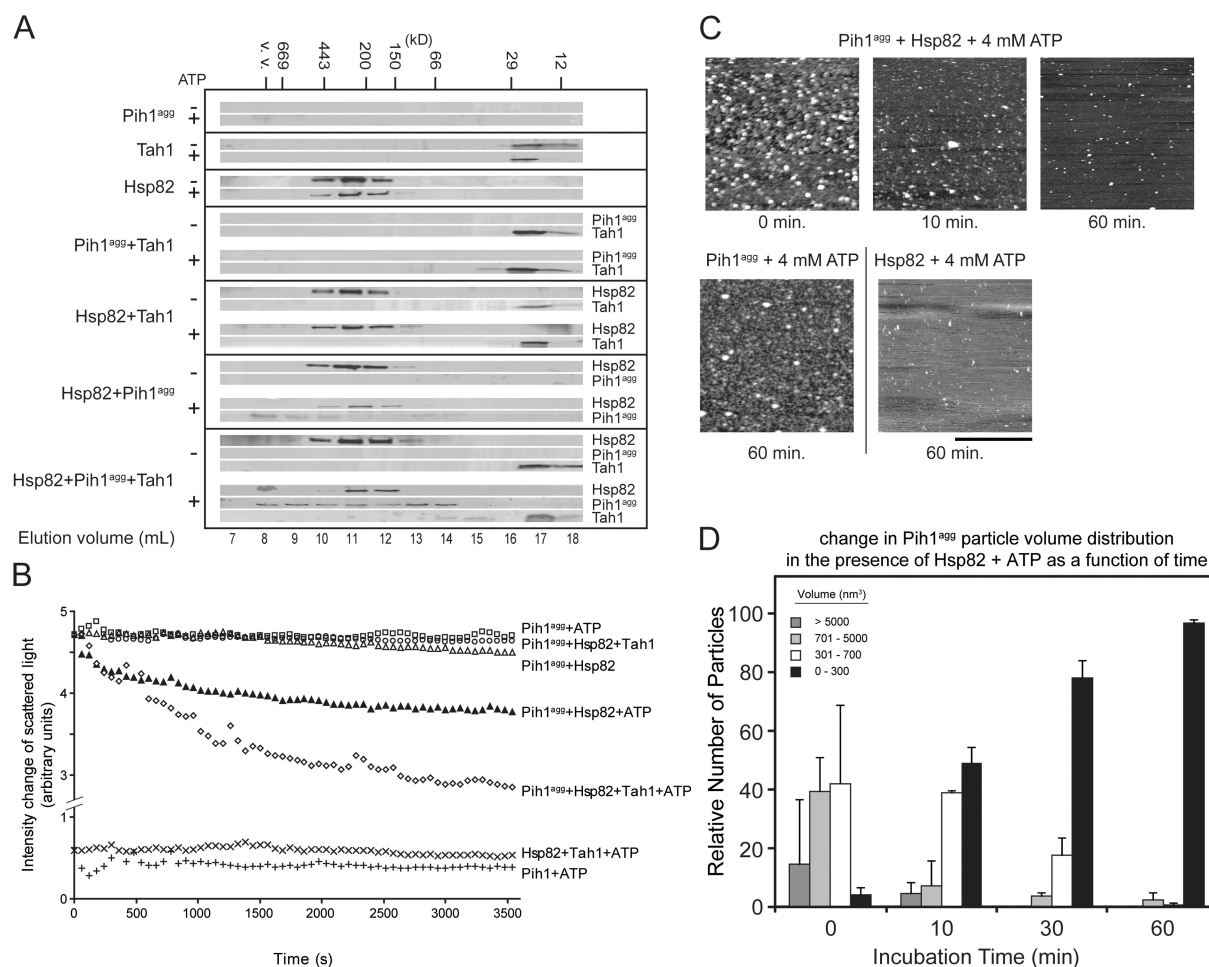 A
(kD)
v. v. 669 443 200 150 66 29 12
ATP
Pih1ᵃᵍᵍ - +
Tah1 - +
Hsp82 - +
Pih1ᵃᵍᵍ+Tah1
- Pih1ᵃᵍᵍ
Tah1
+ Pih1ᵃᵍᵍ
Tah1
Hsp82+Tah1
- Hsp82
Tah1
+ Hsp82
Tah1
Hsp82+Pih1ᵃᵍᵍ
- Hsp82
Pih1ᵃᵍᵍ
+ Hsp82
Pih1ᵃᵍᵍ
Hsp82+Pih1ᵃᵍᵍ+Tah1
- Hsp82
Pih1ᵃᵍᵍ
Tah1
+ Hsp82
Pih1ᵃᵍᵍ
Tah1
Elution volume (mL) 7 8 9 10 11 12 13 14 15 16 17 18
B
Intensity change of scattered light
(arbitrary units)
5
4
3
1
0
Pih1ᵃᵍᵍ+ATP
Pih1ᵃᵍᵍ+Hsp82+Tah1
Pih1ᵃᵍᵍ+Hsp82
Pih1ᵃᵍᵍ+Hsp82+ATP
Pih1ᵃᵍᵍ+Hsp82+Tah1+ATP
Hsp82+Tah1+ATP
Pih1+ATP
0 500 1000 1500 2000 2500 3000 3500
Time (s)
C
Pih1ᵃᵍᵍ + Hsp82 + 4 mM ATP
0 min. 10 min. 60 min.
Pih1ᵃᵍᵍ + 4 mM ATP
Hsp82 + 4 mM ATP
60 min. 60 min.
D
change in Pih1ᵃᵍᵍ particle volume distribution
in the presence of Hsp82 + ATP as a function of time
Volume (nm³)
> 5000
701 - 5000
301 - 700
0 - 300
Relative Number of Particles
100
80
60
40
20
0
0 10 30 60
Incubation Time (min)